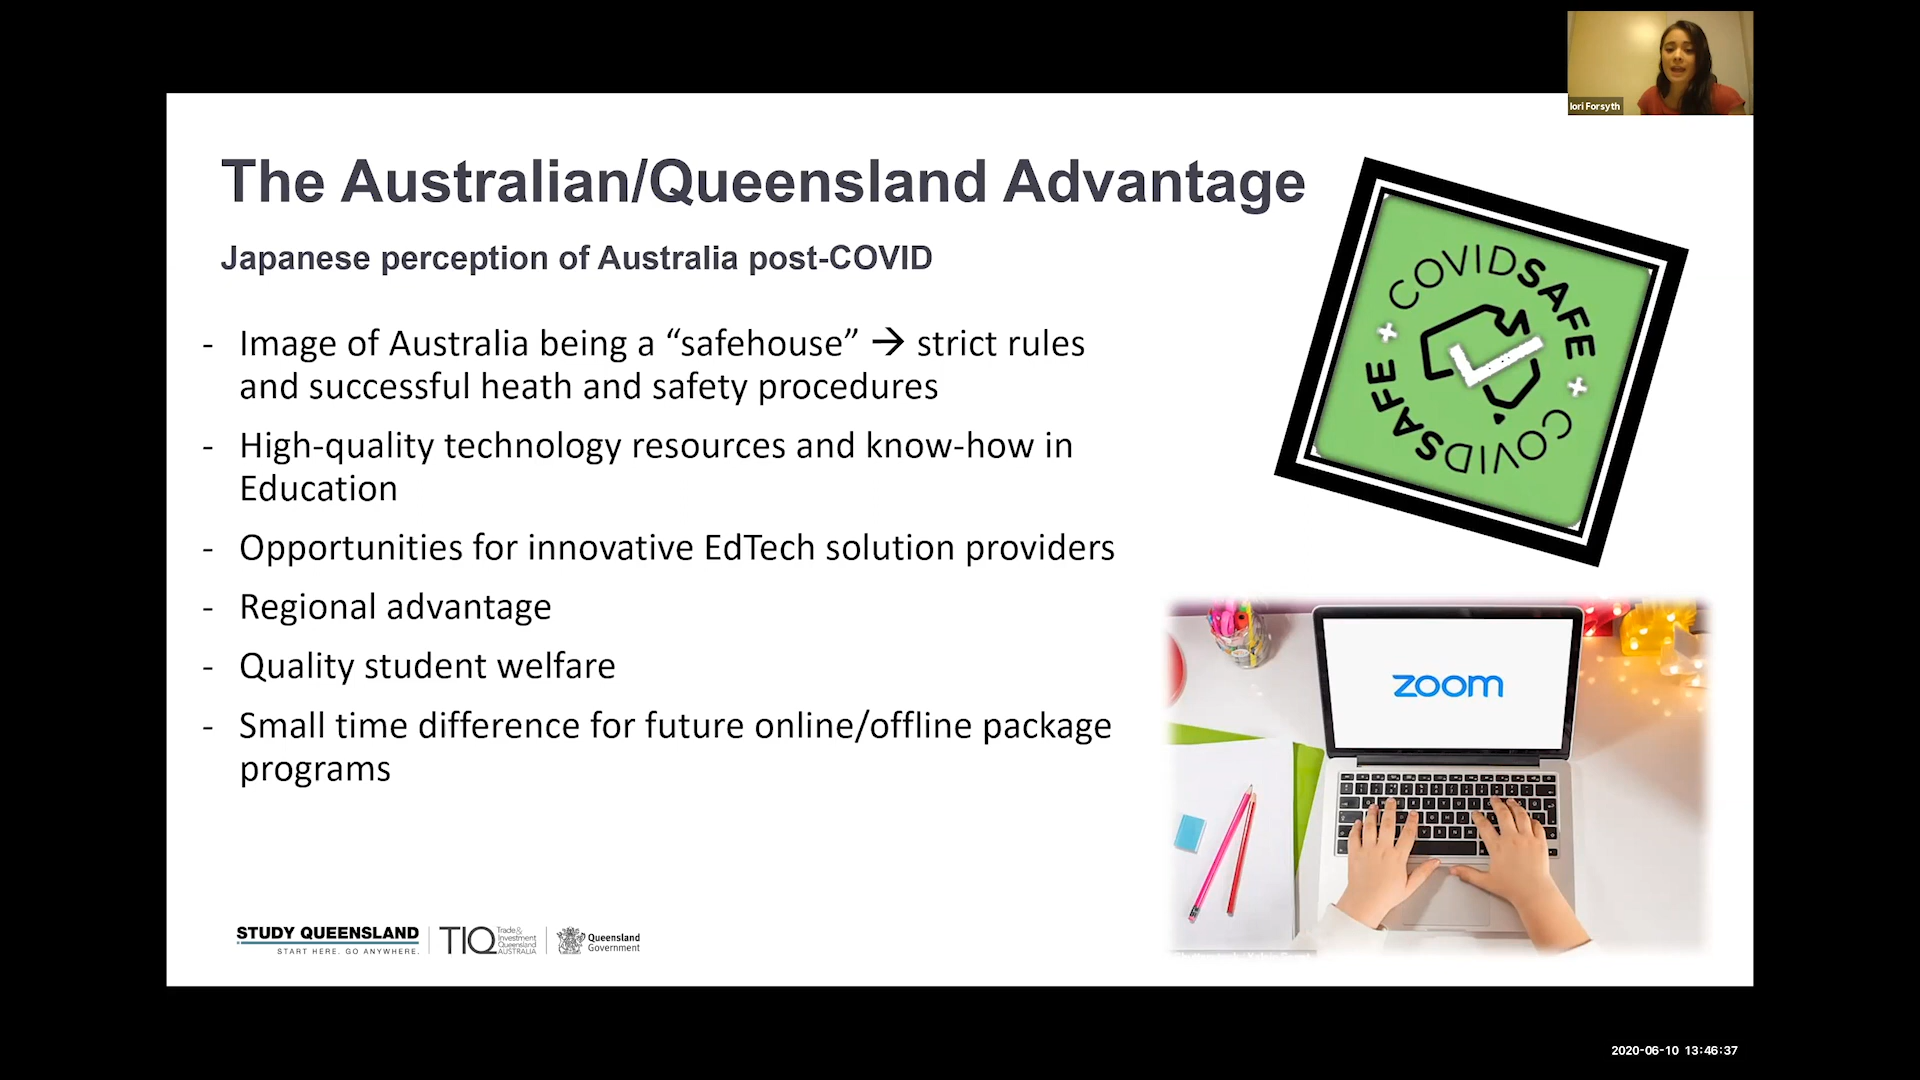 Iori Forsyth
The Australian/Queensland Advantage
Japanese perception of Australia post-COVID
- Image of Australia being a “safehouse” → strict rules
and successful heath and safety procedures
- High-quality technology resources and know-how in
Education
- Opportunities for innovative EdTech solution providers
- Regional advantage
- Quality student welfare
- Small time difference for future online/offline package
programs
COVIDSAFE
COVIDSAFE
zoom
STUDY QUEENSLAND
START HERE. GO ANYWHERE.
TIQ
Trade &
Investment
Queensland
AUSTRALIA
Queensland
Government
2020-06-10 13:46:37